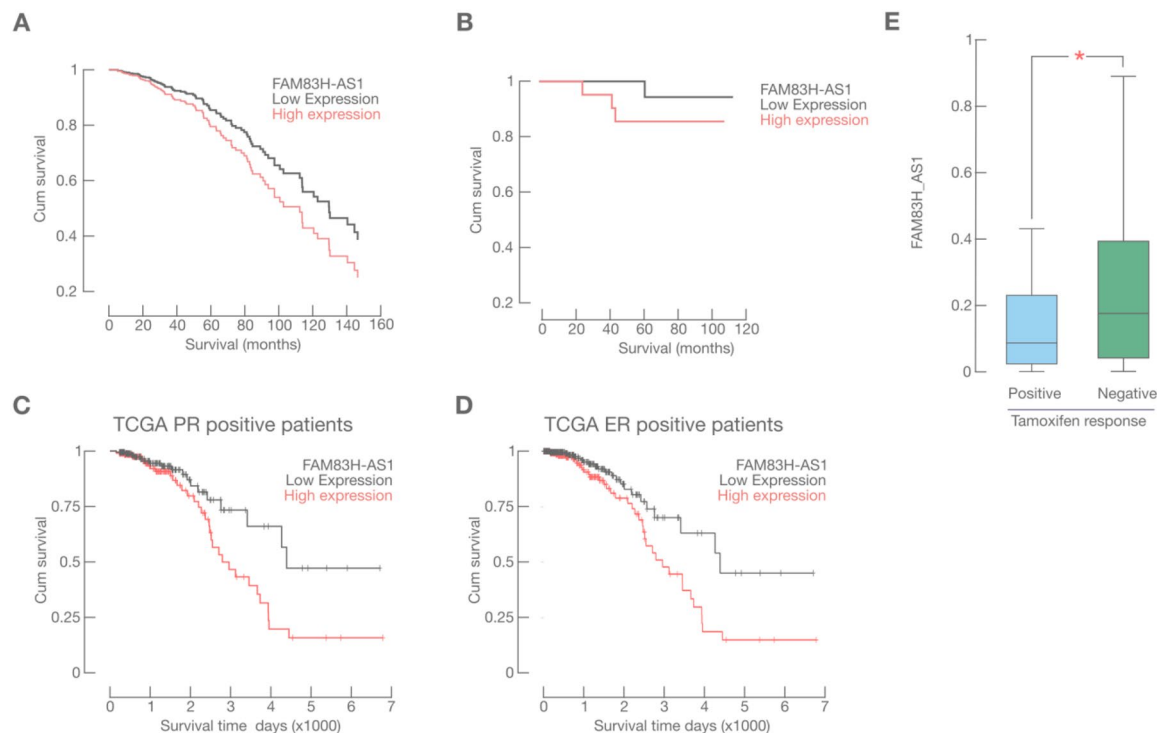 A
FAM83H-AS1
Low Expression
High expression
Cum survival
1
0.8
0.6
0.4
0.2
0 20 40 60 80 100 120 140 160
Survival (months)
B
FAM83H-AS1
Low Expression
High expression
Cum survival
1
0.8
0.6
0.4
0.2
0 20 40 60 80 100 120
Survival (months)
E
*
FAM83H_AS1
1
0.8
0.6
0.4
0.2
0
Positive Negative
Tamoxifen response
C
TCGA PR positive patients
FAM83H-AS1
Low Expression
High expression
Cum survival
1
0.75
0.5
0.25
0
0 1 2 3 4 5 6 7
Survival time days (x1000)
D
TCGA ER positive patients
FAM83H-AS1
Low Expression
High expression
Cum survival
1
0.75
0.5
0.25
0
0 1 2 3 4 5 6 7
Survival time days (x1000)